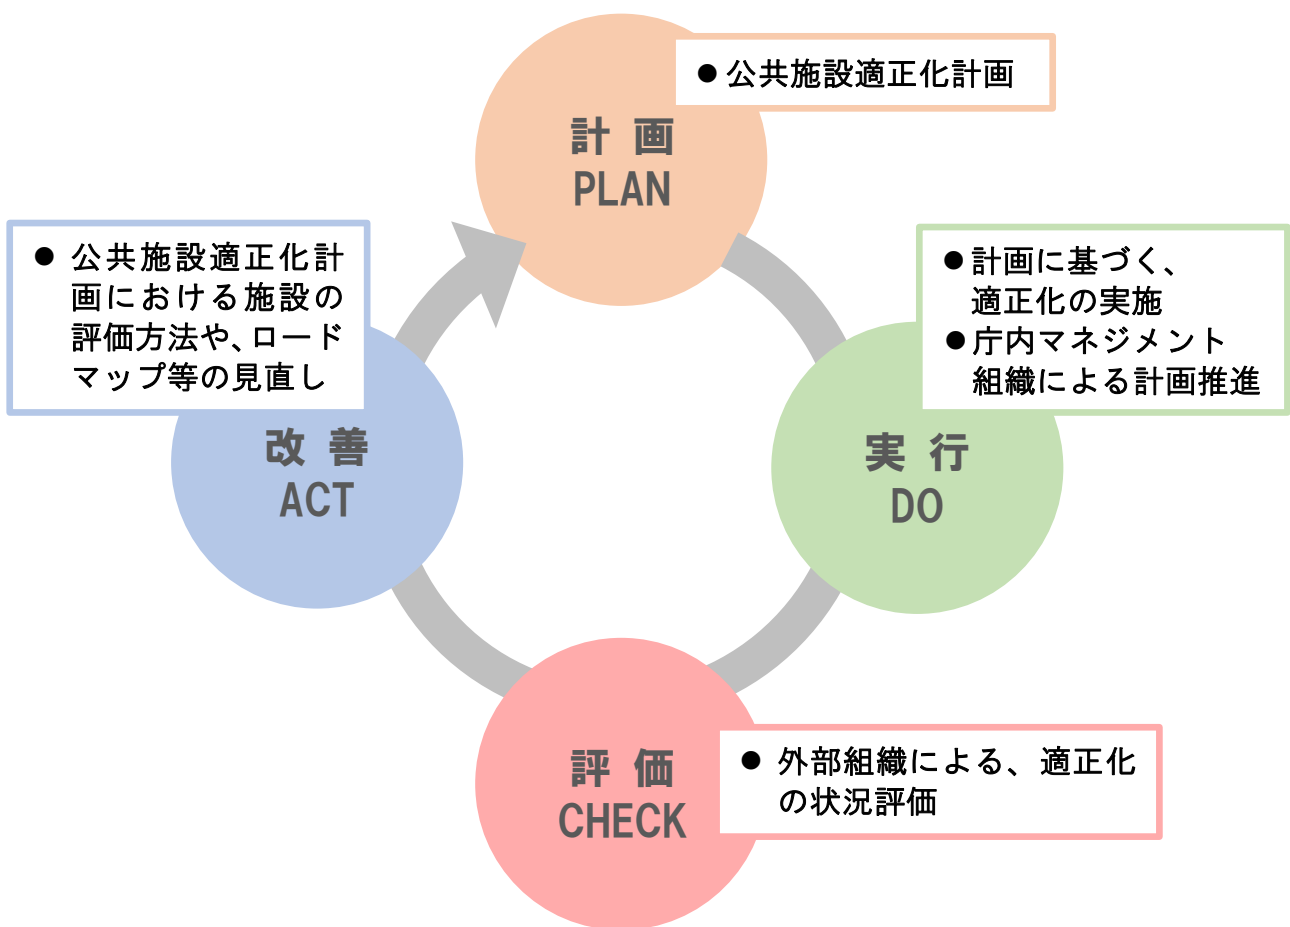 計画
PLAN
● 公共施設適正化計画
● 計画に基づく、
適正化の実施
● 庁内マネジメント
組織による計画推進
実行
DO
評価
CHECK
● 外部組織による、適正化
の状況評価
● 公共施設適正化計
画における施設の
評価方法や、ロード
マップ等の見直し
改善
ACT